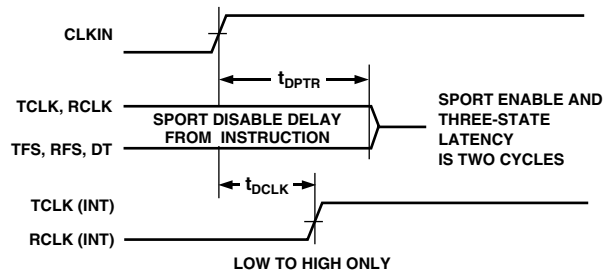 CLKIN
tDPTR
TCLK, RCLK
SPORT DISABLE DELAY
FROM INSTRUCTION
TFS, RFS, DT
SPORT ENABLE AND
THREE-STATE
LATENCY
IS TWO CYCLES
tDCLK
TCLK (INT)
RCLK (INT)
LOW TO HIGH ONLY